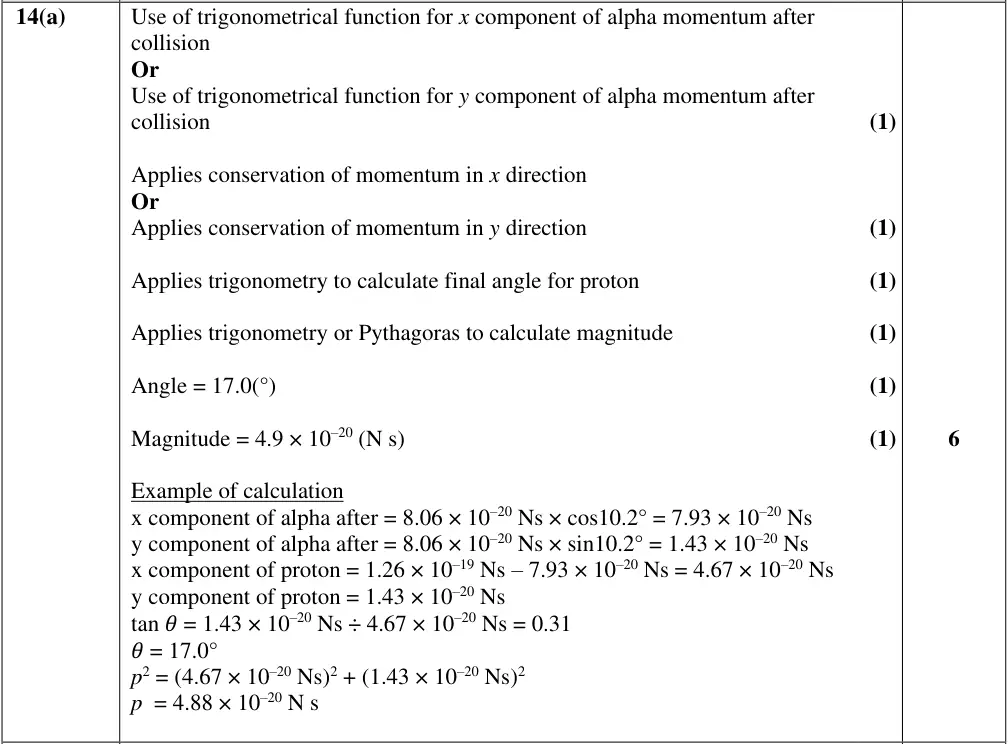 14(a)
Use of trigonometrical function for x component of alpha momentum after
collision
Or
Use of trigonometrical function for y component of alpha momentum after
collision (1)
Applies conservation of momentum in x direction
Or
Applies conservation of momentum in y direction (1)
Applies trigonometry to calculate final angle for proton (1)
Applies trigonometry or Pythagoras to calculate magnitude (1)
Angle = 17.0(°) (1)
Magnitude = 4.9 × 10⁻²⁰ (N s) (1) 6
Example of calculation
x component of alpha after = 8.06 × 10⁻²⁰ Ns × cos10.2° = 7.93 × 10⁻²⁰ Ns
y component of alpha after = 8.06 × 10⁻²⁰ Ns × sin10.2° = 1.43 × 10⁻²⁰ Ns
x component of proton = 1.26 × 10⁻¹⁹ Ns – 7.93 × 10⁻²⁰ Ns = 4.67 × 10⁻²⁰ Ns
y component of proton = 1.43 × 10⁻²⁰ Ns
tan θ = 1.43 × 10⁻²⁰ Ns ÷ 4.67 × 10⁻²⁰ Ns = 0.31
θ = 17.0°
p² = (4.67 × 10⁻²⁰ Ns)² + (1.43 × 10⁻²⁰ Ns)²
p = 4.88 × 10⁻²⁰ N s